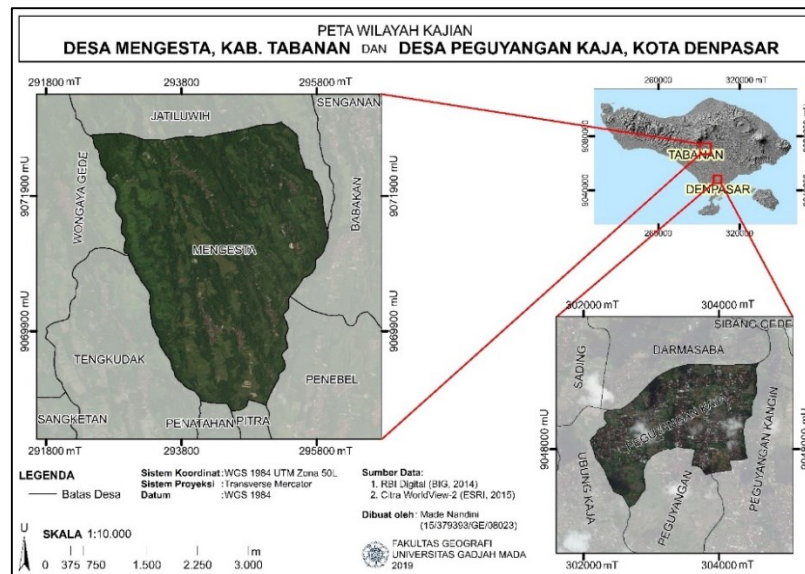 PETA WILAYAH KAJIAN
DESA MENGESTA, KAB. TABANAN DAN DESA PEGUYANGAN KAJA, KOTA DENPASAR
291800 mT 293800 295800 mT
JATILUWIH
SENGANAN
WONGAYA GEDE
BABAKAN
MENGESTA
TENGKUDAK
PENEBEL
SANGKETAN
PENATAHAN
PITRA
9071900 mU
9069900 mU
9071900 mU
9069900 mU
291800 mT 293800 295800 mT
260000 320000 mT
TABANAN
DENPASAR
9040000
260000 320000
302000 mT 304000 mT
SIBANG GEDE
DARMASABA
SADING
PEGUYANGAN KAJA
PEGUYANGAN KANGIN
UBUNG KAJA
PEGUYANGAN
9048000 mU
9048000 mU
302000 mT 304000 mT
LEGENDA
Batas Desa
Sistem Koordinat :WGS 1984 UTM Zona 50L
Sistem Proyeksi :Transverse Mercator
Datum :WGS 1984
Sumber Data:
1. RBI Digital (BIG, 2014)
2. Citra WorldView-2 (ESRI, 2015)
Dibuat oleh: Made Nandini
(15/379393/GE/08023)
U
SKALA 1:10.000
m
0 375 750 1.500 2.250 3.000
FAKULTAS GEOGRAFI
UNIVERSITAS GADJAH MADA
2019